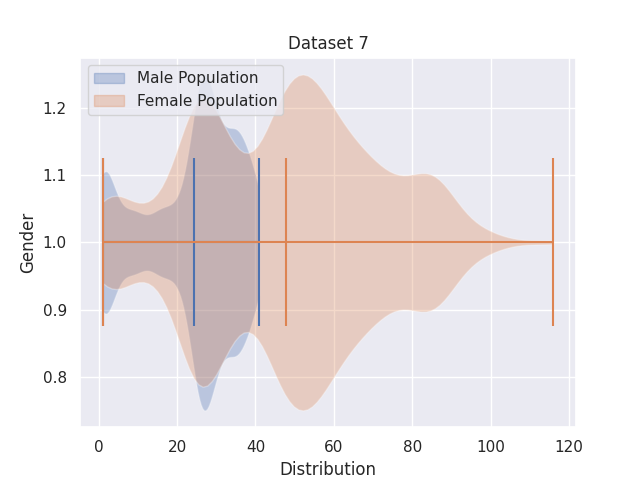 Dataset 7
Male Population
Female Population
1.2
1.1
1.0
0.9
0.8
Gender
0 20 40 60 80 100 120
Distribution